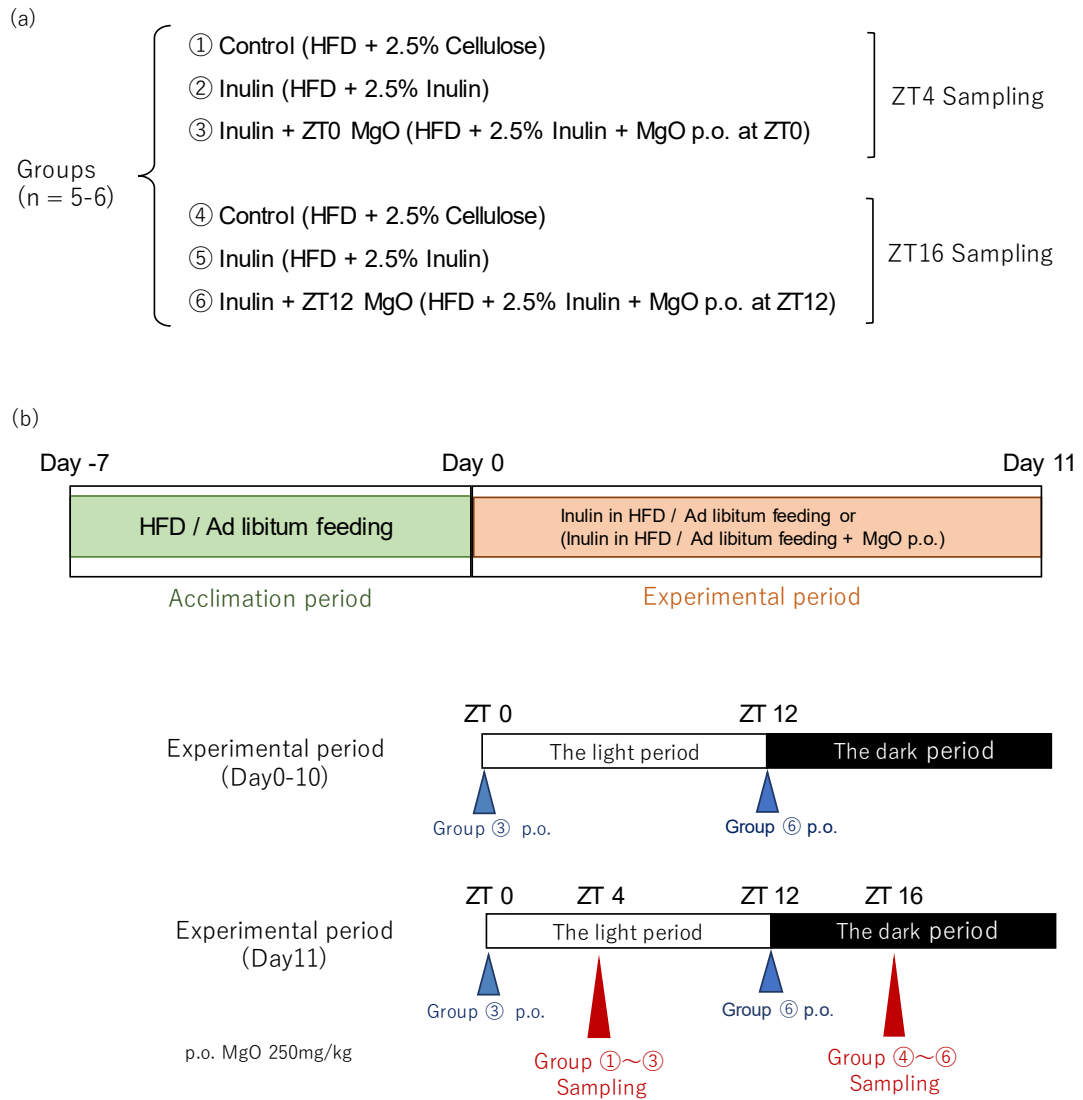 (a)
① Control (HFD + 2.5% Cellulose)
② Inulin (HFD + 2.5% Inulin)
③ Inulin + ZT0 MgO (HFD + 2.5% Inulin + MgO p.o. at ZT0)
ZT4 Sampling
Groups
(n = 5-6)
④ Control (HFD + 2.5% Cellulose)
⑤ Inulin (HFD + 2.5% Inulin)
⑥ Inulin + ZT12 MgO (HFD + 2.5% Inulin + MgO p.o. at ZT12)
ZT16 Sampling
(b)
Day -7
Day 0
Day 11
HFD / Ad libitum feeding
Inulin in HFD / Ad libitum feeding or
(Inulin in HFD / Ad libitum feeding + MgO p.o.)
Acclimation period
Experimental period
ZT 0
ZT 12
Experimental period
(Day0-10)
The light period
The dark period
Group ③ p.o.
Group ⑥ p.o.
ZT 0
ZT 4
ZT 12
ZT 16
Experimental period
(Day11)
The light period
The dark period
Group ③ p.o.
Group ⑥ p.o.
p.o. MgO 250mg/kg
Group ①~③
Sampling
Group ④~⑥
Sampling